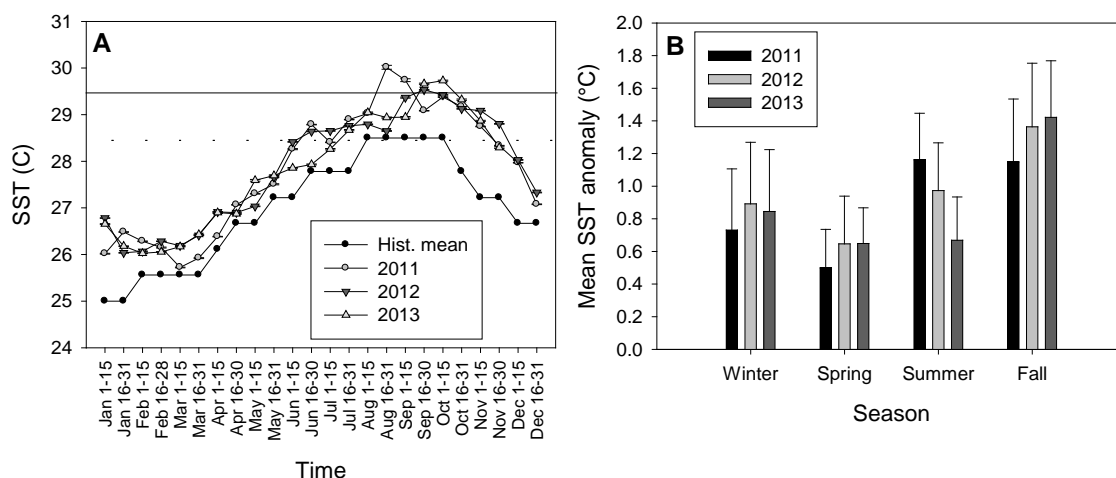 A
31
30
29
28
27
26
25
24
SST (C)
Hist. mean
2011
2012
2013
Jan 1-15
Jan 16-31
Feb 1-15
Feb 16-28
Mar 1-15
Mar 16-31
Apr 1-15
Apr 16-30
May 1-15
May 16-31
Jun 1-15
Jun 16-30
Jul 1-15
Jul 16-31
Aug 1-15
Aug 16-31
Sep 1-15
Sep 16-30
Oct 1-15
Oct 16-31
Nov 1-15
Nov 16-30
Dec 1-15
Dec 16-31
Time
B
2.0
1.8
1.6
1.4
1.2
1.0
0.8
0.6
0.4
0.2
0.0
Mean SST anomaly (°C)
2011
2012
2013
Winter
Spring
Summer
Fall
Season